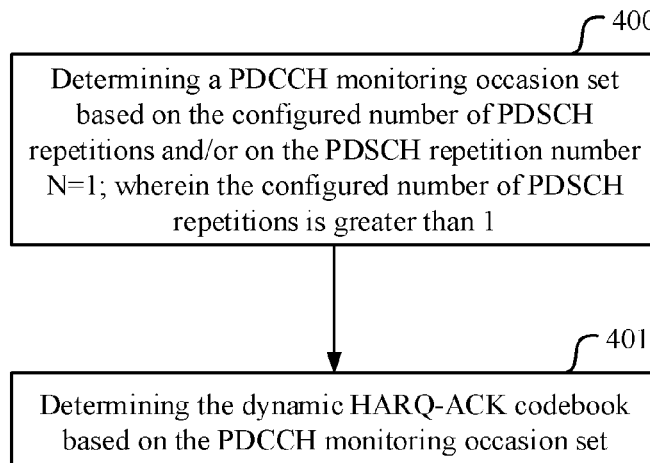 400
Determining a PDCCH monitoring occasion set
based on the configured number of PDSCH
repetitions and/or on the PDSCH repetition number
N=1; wherein the configured number of PDSCH
repetitions is greater than 1
401
Determining the dynamic HARQ-ACK codebook
based on the PDCCH monitoring occasion set